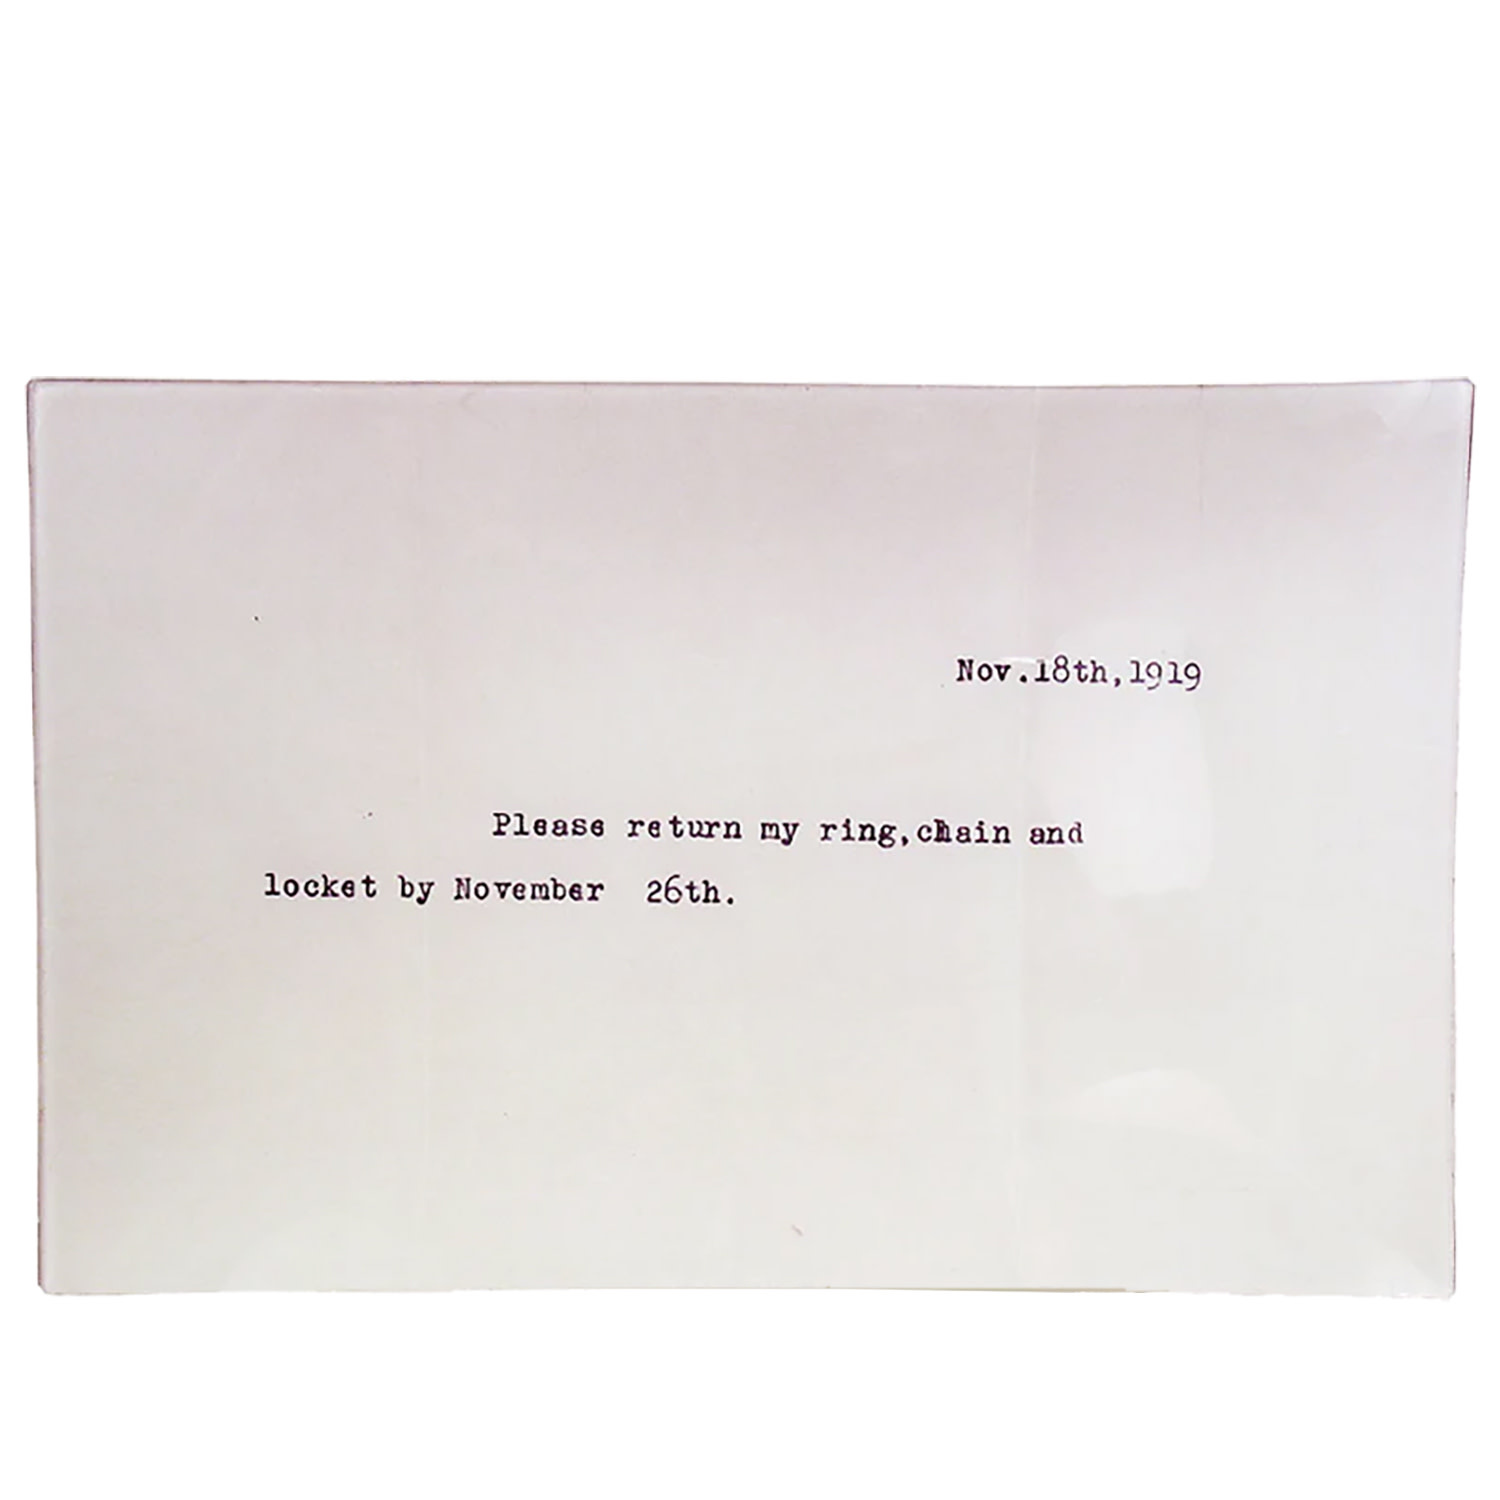 Nov.18th,1919
Please return my ring,chain and
locket by November 26th.